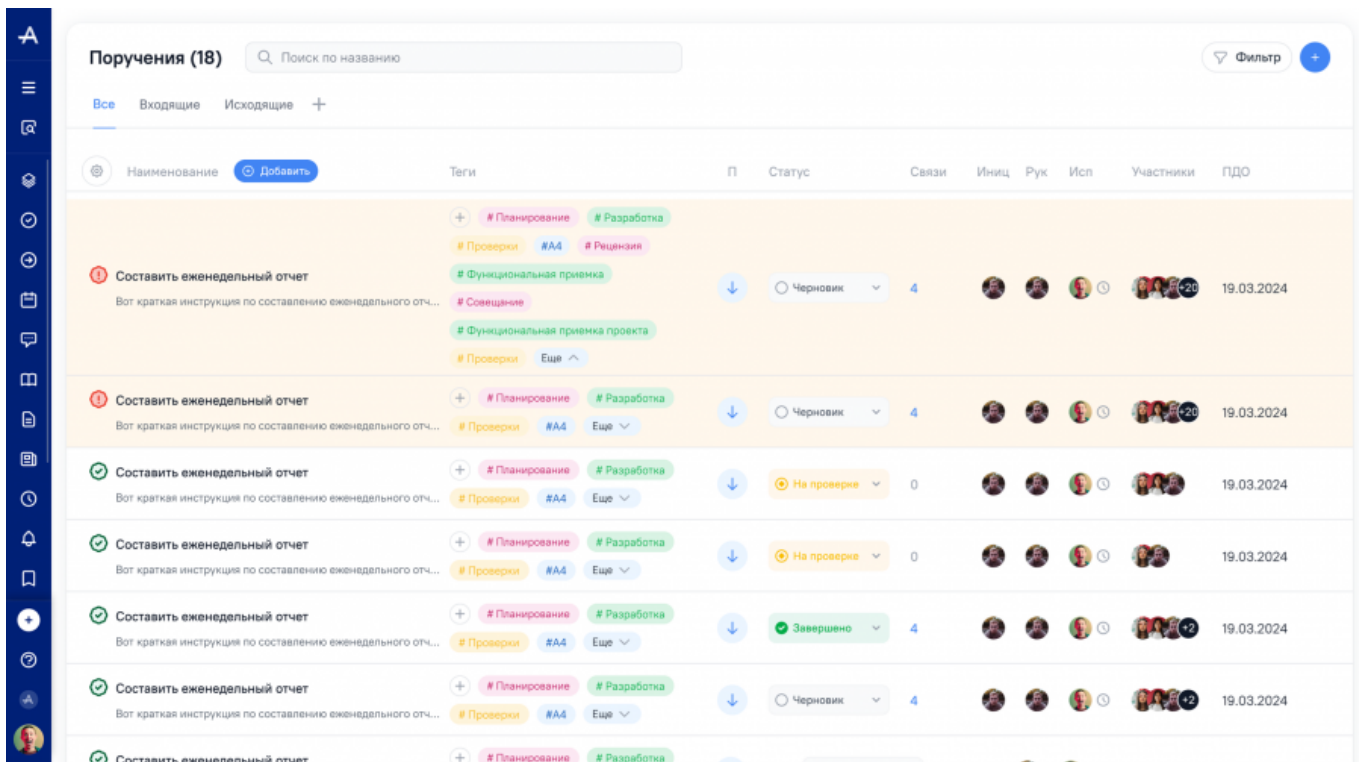 Поручения (18)
Поиск по названию
Фильтр
Все Входящие Исходящие
Наименование Добавить Теги П Статус Связи Иниц Рук Исп Участники ПДО
# Планирование # Разработка
# Проверки #A4 # Рецензия
Составить еженедельный отчет
# Функциональная приемка
Черновик 4 +20 19.03.2024
Вот краткая инструкция по составлению еженедельного отч... # Совещание
# Функциональная приемка проекта
# Проверки Еще
Составить еженедельный отчет # Планирование # Разработка
Черновик 4 +20 19.03.2024
Вот краткая инструкция по составлению еженедельного отч... # Проверки #A4 Еще
Составить еженедельный отчет # Планирование # Разработка
На проверке 0 19.03.2024
Вот краткая инструкция по составлению еженедельного отч... # Проверки #A4 Еще
Составить еженедельный отчет # Планирование # Разработка
На проверке 0 19.03.2024
Вот краткая инструкция по составлению еженедельного отч... # Проверки #A4 Еще
Составить еженедельный отчет # Планирование # Разработка
Завершено 4 +2 19.03.2024
Вот краткая инструкция по составлению еженедельного отч... # Проверки #A4 Еще
Составить еженедельный отчет # Планирование # Разработка
Черновик 4 +2 19.03.2024
Вот краткая инструкция по составлению еженедельного отч... # Проверки #A4 Еще
Составить еженедельный отчет # Планирование # Разработка